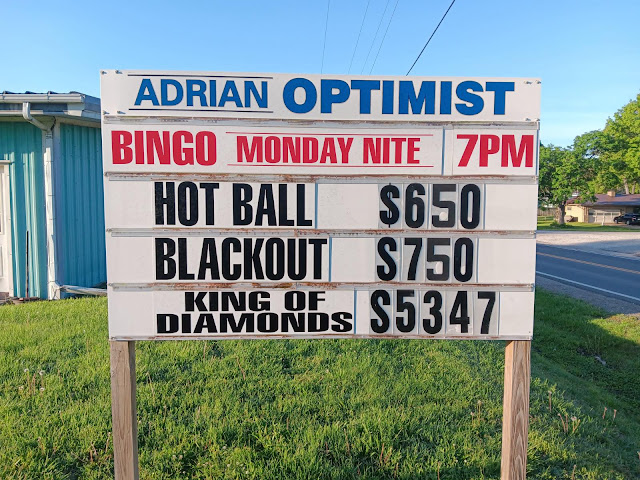 ADRIAN OPTIMIST
BINGO MONDAY NITE 7PM
HOT BALL $650
BLACKOUT $750
KING OF
DIAMONDS $5347